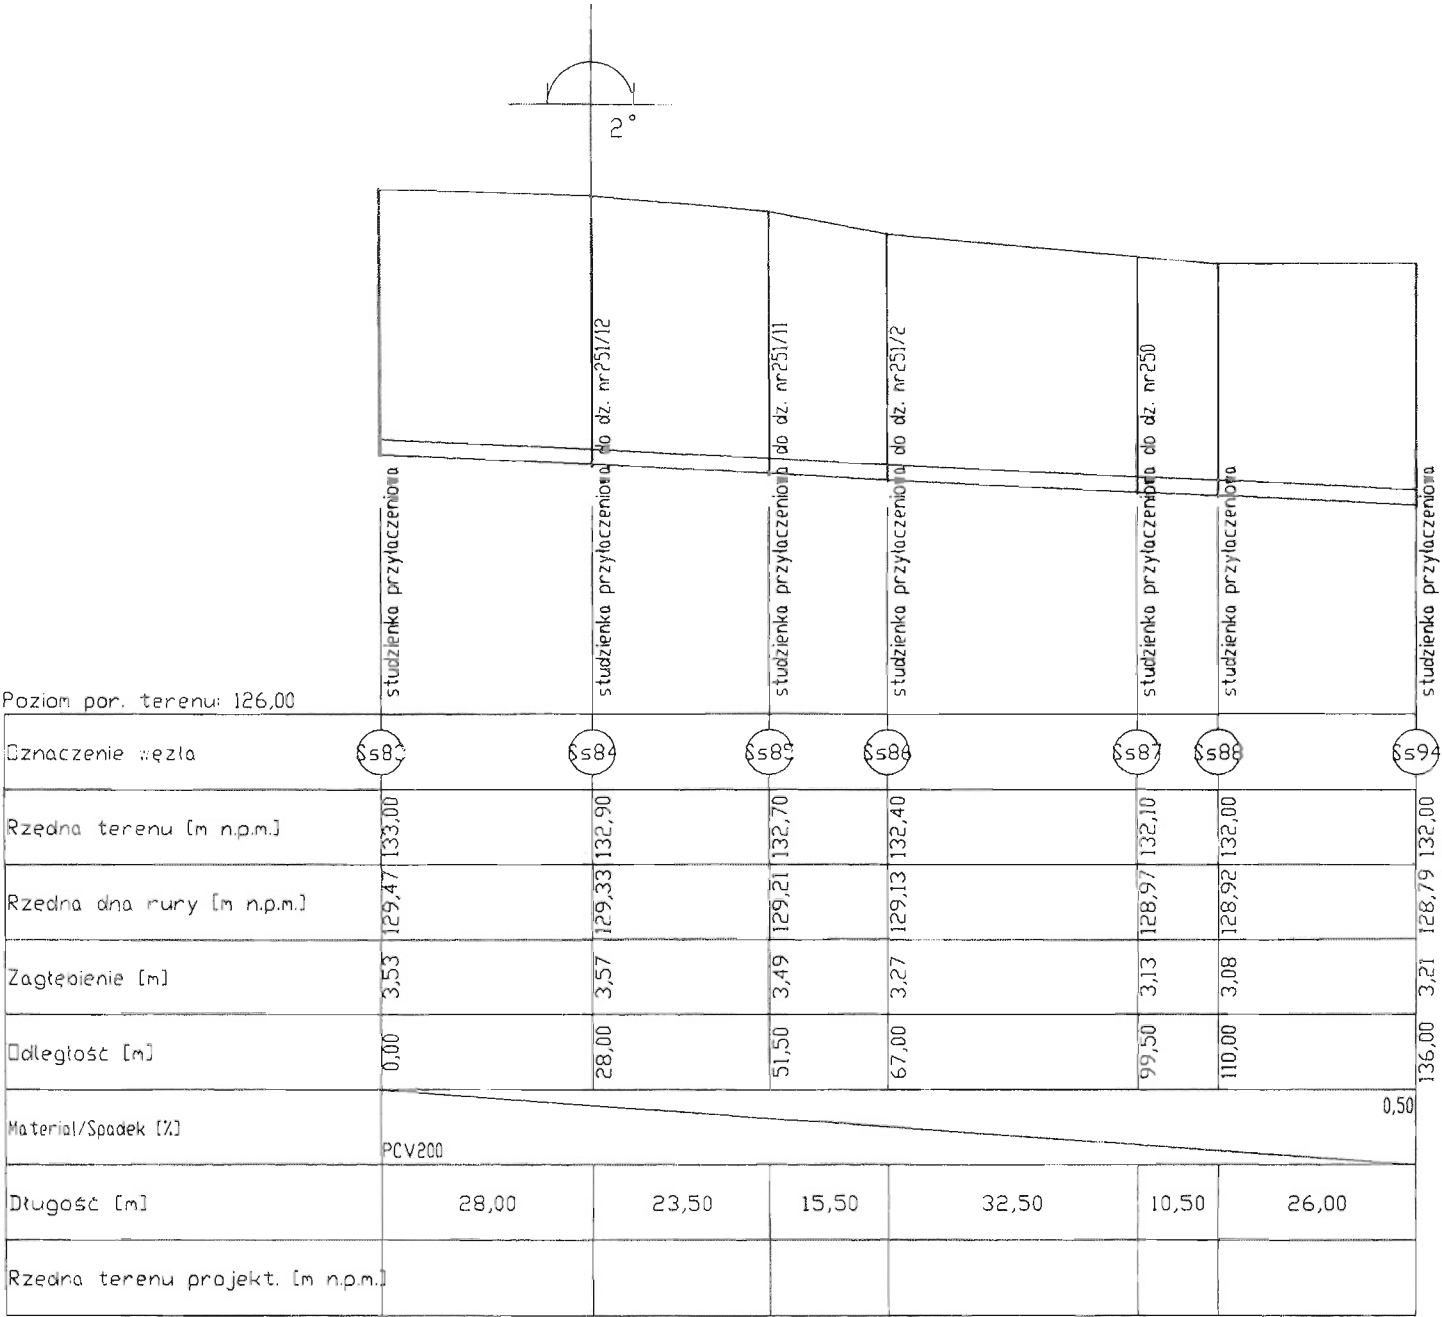 2°
studzienka przyłaczeniowa
studzienka przyłaczeniowa do dz. nr251/12
studzienka przyłaczeniowa do dz. nr251/11
studzienka przyłaczeniowa do dz. nr251/2
studzienka przyłaczeniowa do dz. nr250
studzienka przyłaczeniowa
studzienka przyłaczeniowa
Poziom por. terenu: 126,00
Oznaczenie węzła Ss83 Ss84 Ss85 Ss86 Ss87 Ss88 Ss94
Rzędna terenu [m n.p.m.] 133,00 132,90 132,70 132,40 132,10 132,00 132,00
Rzędna dna rury [m n.p.m.] 129,47 129,33 129,21 129,13 128,97 128,92 128,79
Zagłębienie [m] 3,53 3,57 3,49 3,27 3,13 3,08 3,21
Odległość [m] 0,00 28,00 51,50 67,00 99,50 110,00 136,00
Materiał/Spadek [%] PCV200 0,50
Długość [m] 28,00 23,50 15,50 32,50 10,50 26,00
Rzędna terenu projekt. [m n.p.m.]